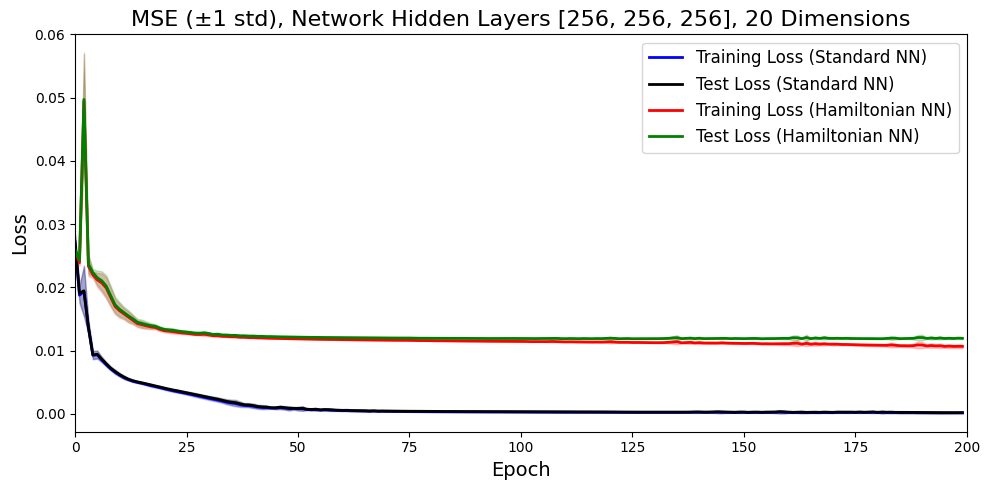 MSE (±1 std), Network Hidden Layers [256, 256, 256], 20 Dimensions
Training Loss (Standard NN)
Test Loss (Standard NN)
Training Loss (Hamiltonian NN)
Test Loss (Hamiltonian NN)
Loss
0.06
0.05
0.04
0.03
0.02
0.01
0.00
0 25 50 75 100 125 150 175 200
Epoch